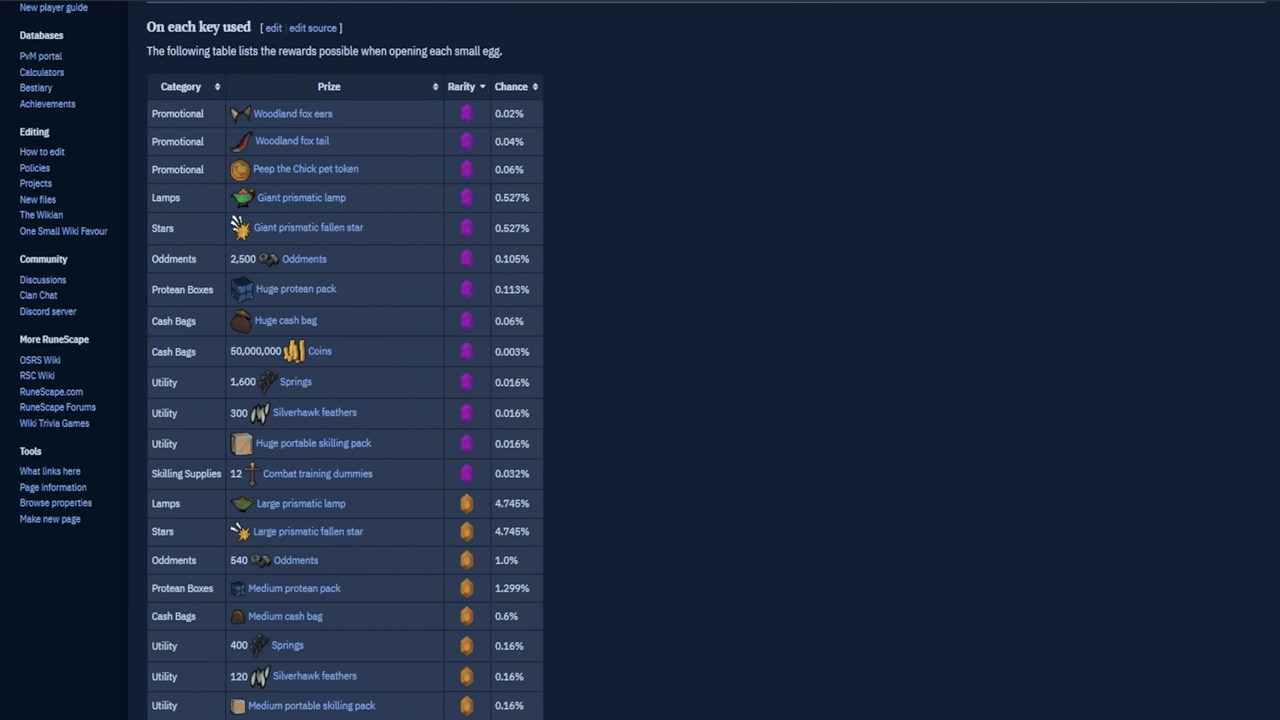 New player guide
Databases
PvM portal
Calculators
Bestiary
Achievements
Editing
How to edit
Policies
Projects
New files
The Wikian
One Small Wiki Favour
Community
Discussions
Clan Chat
Discord server
More RuneScape
OSRS Wiki
RSC Wiki
RuneScape.com
RuneScape Forums
Wiki Trivia Games
Tools
What links here
Page information
Browse properties
Make new page
On each key used [ edit edit source ]
The following table lists the rewards possible when opening each small egg.
Category Prize Rarity Chance
Promotional Woodland fox ears 0.02%
Promotional Woodland fox tail 0.04%
Promotional Peep the Chick pet token 0.06%
Lamps Giant prismatic lamp 0.527%
Stars Giant prismatic fallen star 0.527%
Oddments 2,500 Oddments 0.105%
Protean Boxes Huge protean pack 0.113%
Cash Bags Huge cash bag 0.06%
Cash Bags 50,000,000 Coins 0.003%
Utility 1,600 Springs 0.016%
Utility 300 Silverhawk feathers 0.016%
Utility Huge portable skilling pack 0.016%
Skilling Supplies 12 Combat training dummies 0.032%
Lamps Large prismatic lamp 4.745%
Stars Large prismatic fallen star 4.745%
Oddments 540 Oddments 1.0%
Protean Boxes Medium protean pack 1.299%
Cash Bags Medium cash bag 0.6%
Utility 400 Springs 0.16%
Utility 120 Silverhawk feathers 0.16%
Utility Medium portable skilling pack 0.16%